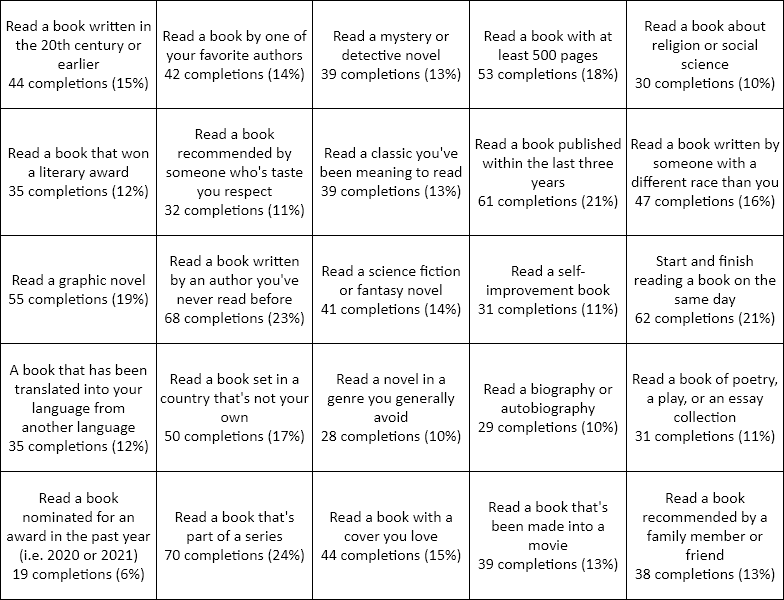 Read a book written in
the 20th century or
earlier
44 completions (15%)
Read a book by one of
your favorite authors
42 completions (14%)
Read a mystery or
detective novel
39 completions (13%)
Read a book with at
least 500 pages
53 completions (18%)
Read a book about
religion or social
science
30 completions (10%)
Read a book that won
a literary award
35 completions (12%)
Read a book
recommended by
someone who's taste
you respect
32 completions (11%)
Read a classic you've
been meaning to read
39 completions (13%)
Read a book published
within the last three
years
61 completions (21%)
Read a book written by
someone with a
different race than you
47 completions (16%)
Read a graphic novel
55 completions (19%)
Read a book written
by an author you've
never read before
68 completions (23%)
Read a science fiction
or fantasy novel
41 completions (14%)
Read a self-
improvement book
31 completions (11%)
Start and finish
reading a book on the
same day
62 completions (21%)
A book that has been
translated into your
language from
another language
35 completions (12%)
Read a book set in a
country that's not your
own
50 completions (17%)
Read a novel in a
genre you generally
avoid
28 completions (10%)
Read a biography or
autobiography
29 completions (10%)
Read a book of poetry,
a play, or an essay
collection
31 completions (11%)
Read a book
nominated for an
award in the past year
(i.e. 2020 or 2021)
19 completions (6%)
Read a book that's
part of a series
70 completions (24%)
Read a book with a
cover you love
44 completions (15%)
Read a book that's
been made into a
movie
39 completions (13%)
Read a book
recommended by a
family member or
friend
38 completions (13%)